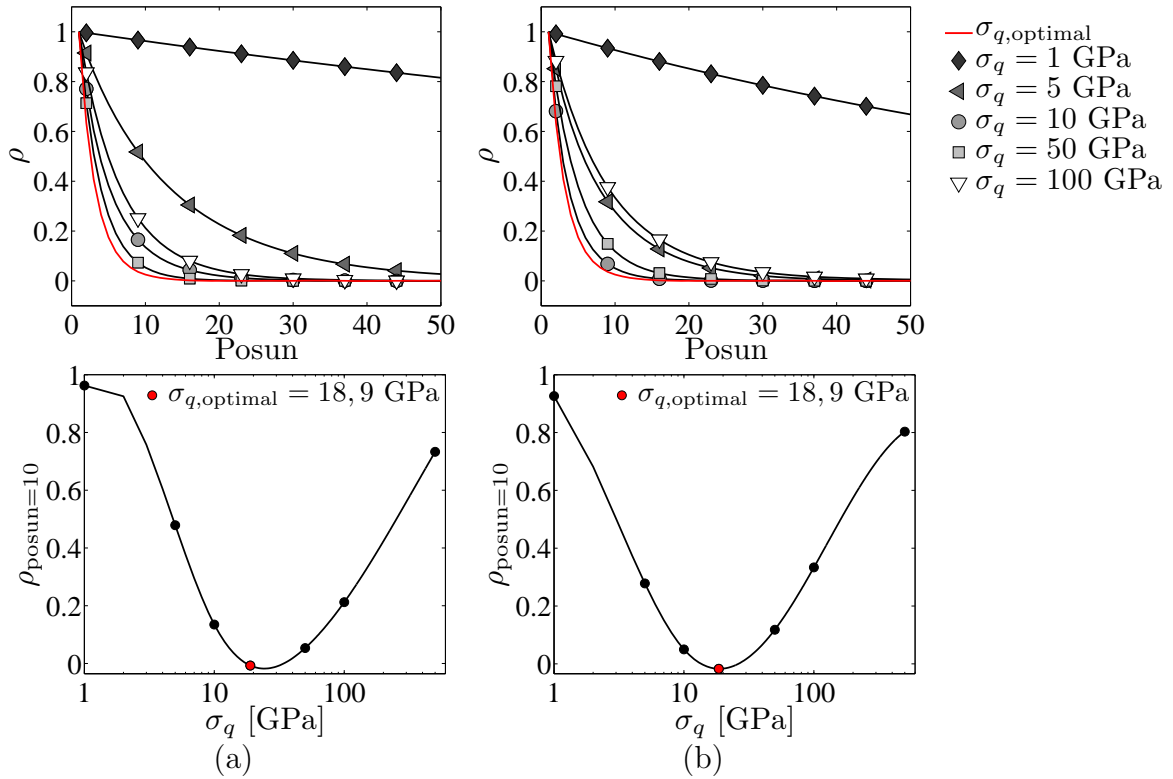 1
0.8
0.6
0.4
0.2
0
ρ
0 10 20 30 40 50
Posun
1
0.8
0.6
0.4
0.2
0
ρ
0 10 20 30 40 50
Posun
σq,optimal
σq = 1 GPa
σq = 5 GPa
σq = 10 GPa
σq = 50 GPa
σq = 100 GPa
1
0.8
0.6
0.4
0.2
0
ρposun=10
σq,optimal = 18,9 GPa
1 10 100
σq [GPa]
(a)
1
0.8
0.6
0.4
0.2
0
ρposun=10
σq,optimal = 18,9 GPa
1 10 100
σq [GPa]
(b)